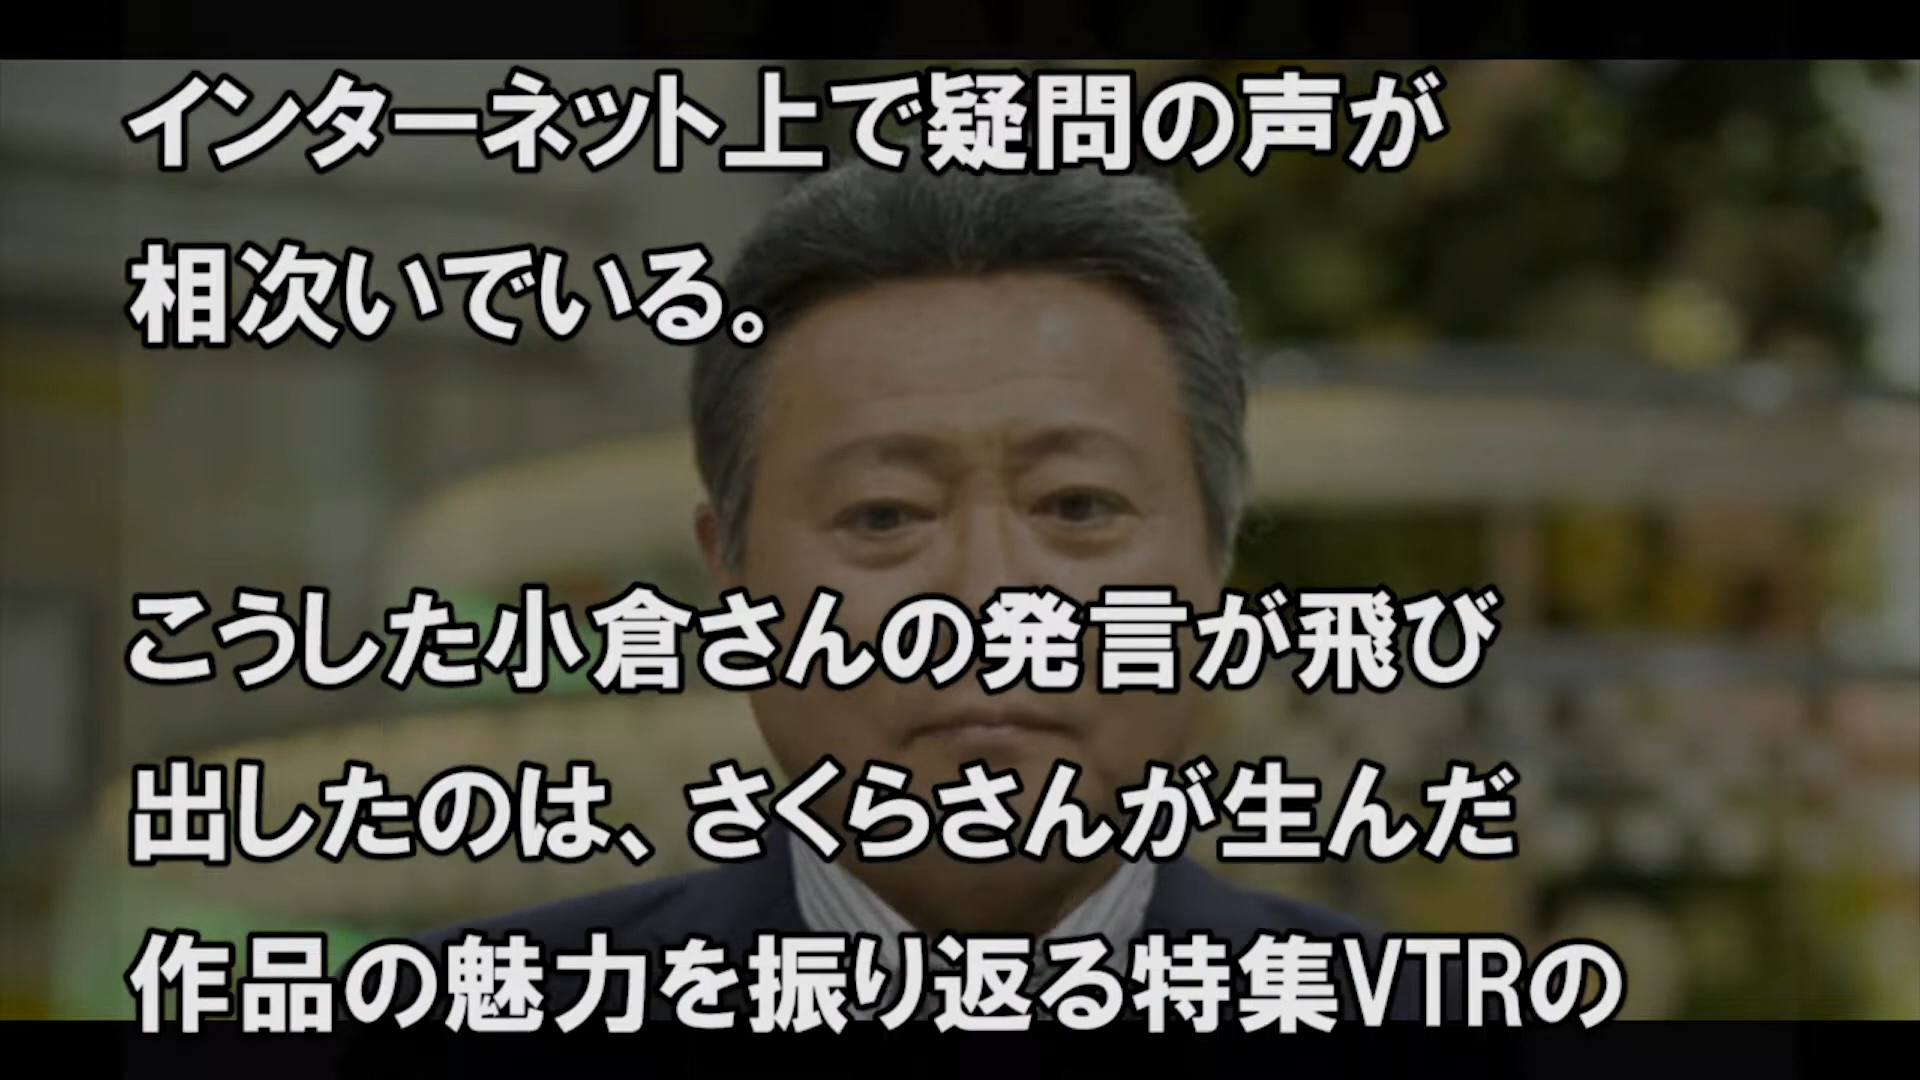 インターネット上で疑問の声が
相次いでいる。
こうした小倉さんの発言が飛び
出したのは、さくらさんが生んだ
作品の魅力を振り返る特集VTRの